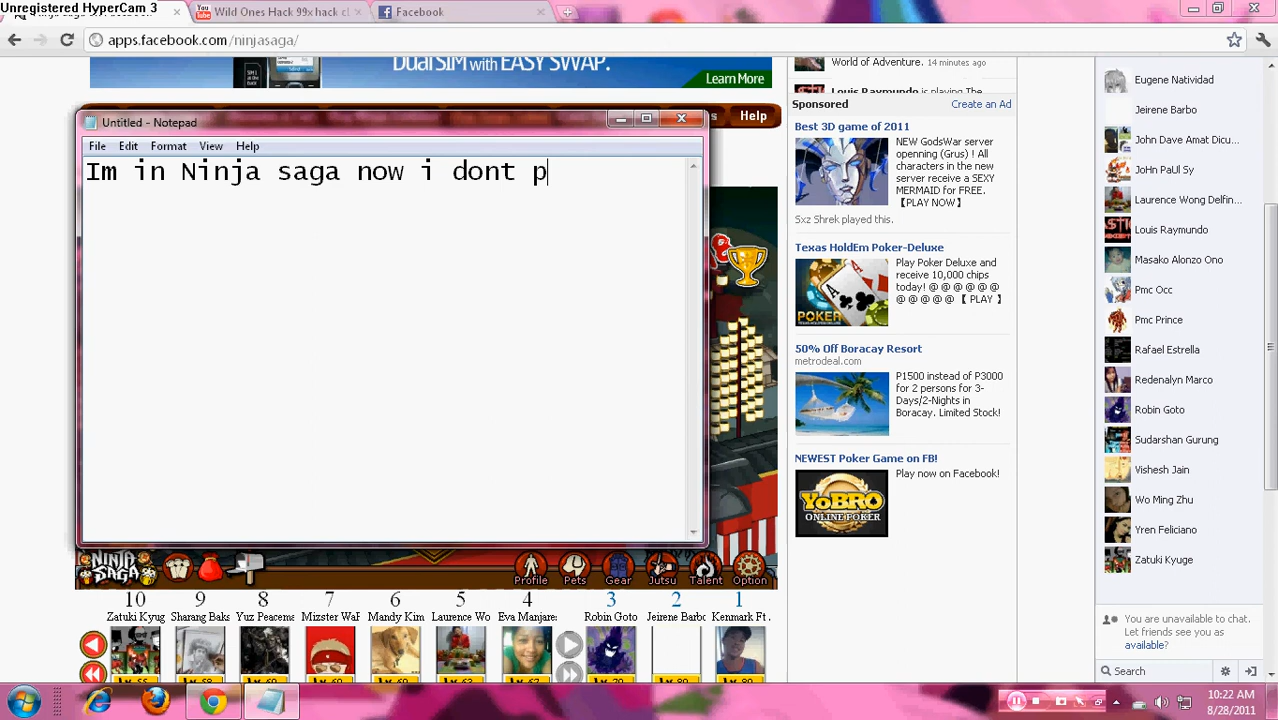 Unregistered HyperCam 3
Wild Ones Hack 99x hack cl
Facebook
apps.facebook.com/ninjasaga/
DualSIM with EASY SWAP.
Learn More
World of Adventure. 14 minutes ago
Louis Raymundo is playing The
Sponsored
Create an Ad
Help
Untitled - Notepad
File Edit Format View Help
Im in Ninja saga now i dont p
Best 3D game of 2011
NEW GodsWar server
openning (Grus) ! All
characters in the new
server receive a SEXY
MERMAID for FREE.
【PLAY NOW】
Sxz Shrek played this.
Texas HoldEm Poker-Deluxe
Play Poker Deluxe and
receive 10,000 chips
today! @ @ @ @ @ @
@ @ @ @ @ 【 PLAY 】
POKER
50% Off Boracay Resort
metrodeal.com
P1500 instead of P3000
for 2 persons for 3-
Days/2-Nights in
Boracay. Limited Stock!
NEWEST Poker Game on FB!
Play now on Facebook!
YOBRO
ONLINE POKER
Eugene Nabiridad
Jeirene Barbo
John Dave Amat Dicu...
JoHn PaUl Sy
Laurence Wong Delfin...
Louis Raymundo
Masako Alonzo Ono
Pmc Occ
Pmc Prince
Rafael Estrella
Redenalyn Marco
Robin Goto
Sudarshan Gurung
Vishesh Jain
Wo Ming Zhu
Yren Feliciano
Zatuki Kyuge
You are unavailable to chat.
Let friends see you as
available?
Search
NINJA
SAGA
Profile
Pets
Gear
Jutsu
Talent
Option
10 9 8 7 6 5 4 3 2 1
Zatuki Kyug
Sharang Baks
Yuz Peacema
Mizster WaR
Mandy Kim
Laurence Wo
Eva Manjare:
Robin Goto
Jeirene Barbo
Kenmark Ft .
10:22 AM
8/28/2011